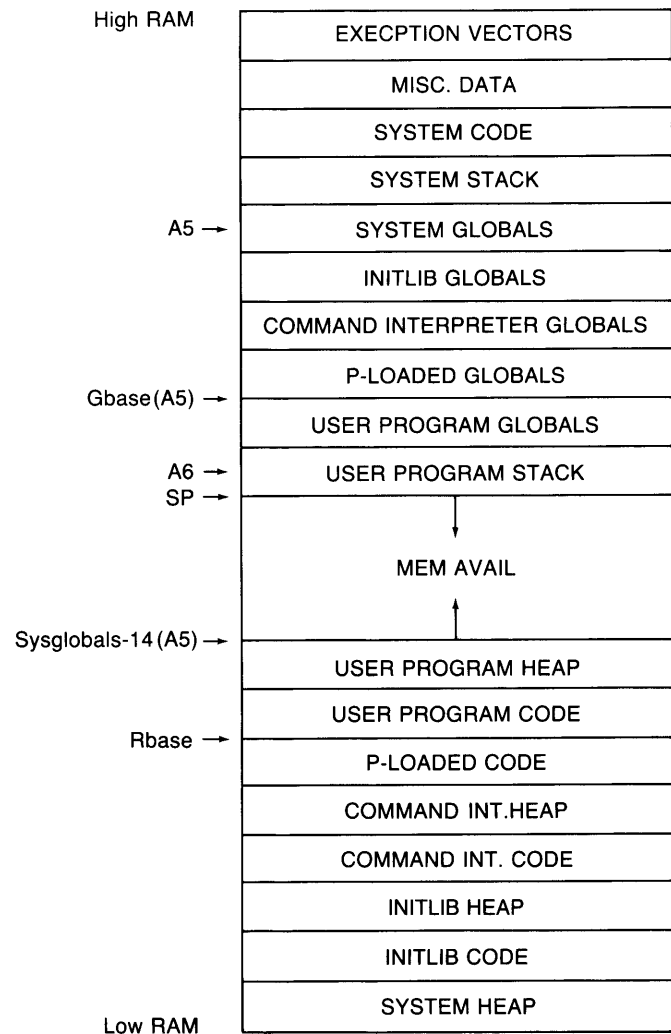 High RAM
EXECPTION VECTORS
MISC. DATA
SYSTEM CODE
SYSTEM STACK
A5 → SYSTEM GLOBALS
INITLIB GLOBALS
COMMAND INTERPRETER GLOBALS
P-LOADED GLOBALS
Gbase(A5) →
USER PROGRAM GLOBALS
A6 → USER PROGRAM STACK
SP →
MEM AVAIL
Sysglobals-14(A5) →
USER PROGRAM HEAP
USER PROGRAM CODE
Rbase →
P-LOADED CODE
COMMAND INT.HEAP
COMMAND INT. CODE
INITLIB HEAP
INITLIB CODE
SYSTEM HEAP
Low RAM